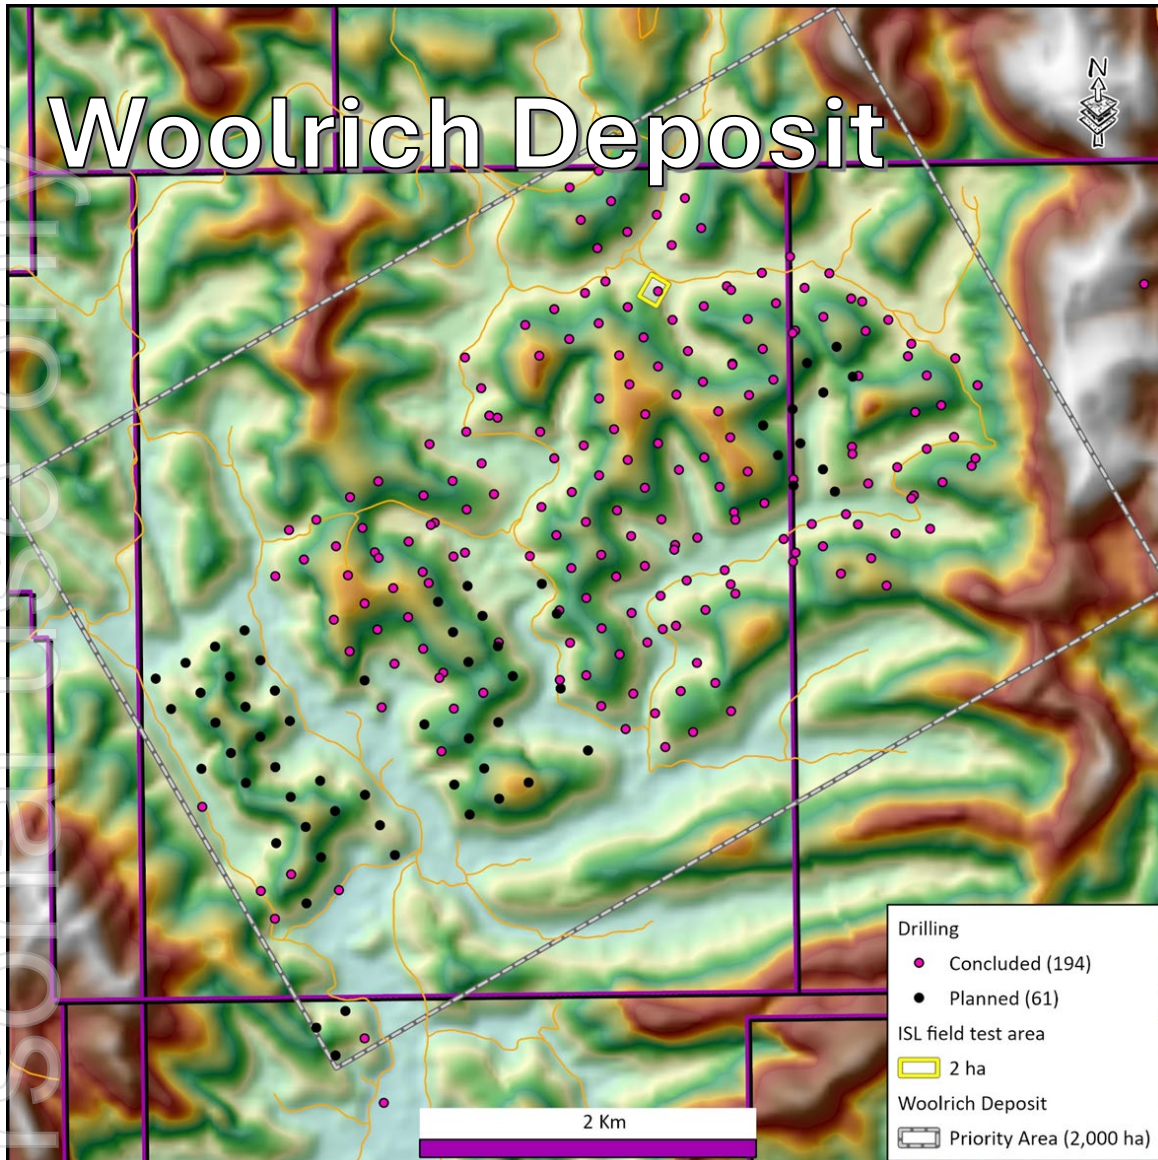 Woolrich Deposit
N
Drilling
Concluded (194)
Planned (61)
ISL field test area
2 ha
Woolrich Deposit
Priority Area (2,000 ha)
2 Km